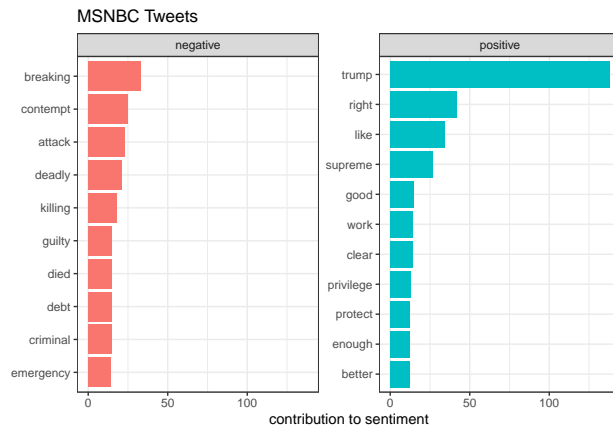 MSNBC Tweets
negative
positive
breaking
contempt
attack
deadly
killing
guilty
died
debt
criminal
emergency
trump
right
like
supreme
good
work
clear
privilege
protect
enough
better
0 50 100
0 50 100
contribution to sentiment